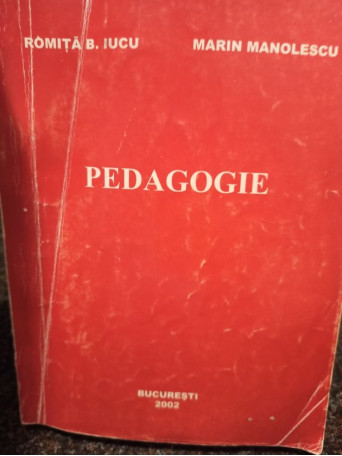 ROMIȚĂ B. IUCU MARIN MANOLESCU
PEDAGOGIE
BUCUREȘTI
2002